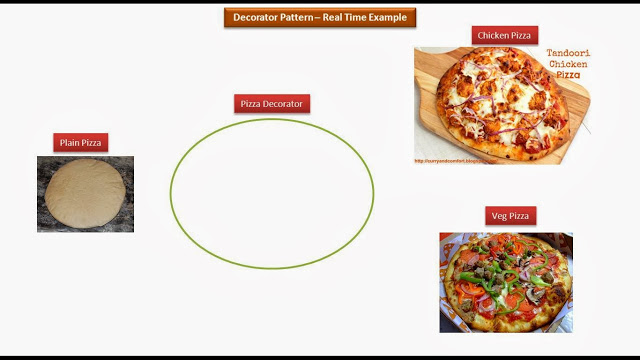 Decorator Pattern – Real Time Example
Chicken Pizza
Tandoori
Chicken
Pizza
Pizza Decorator
Plain Pizza
http://curryandcomfort.blogspot
Veg Pizza